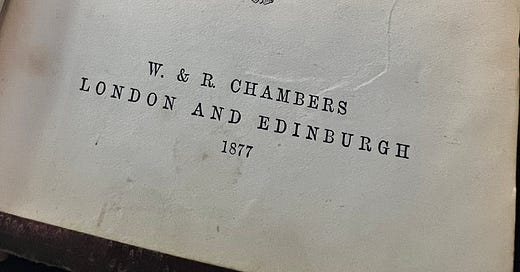 W. & R. CHAMBERS
LONDON AND EDINBURGH
1877